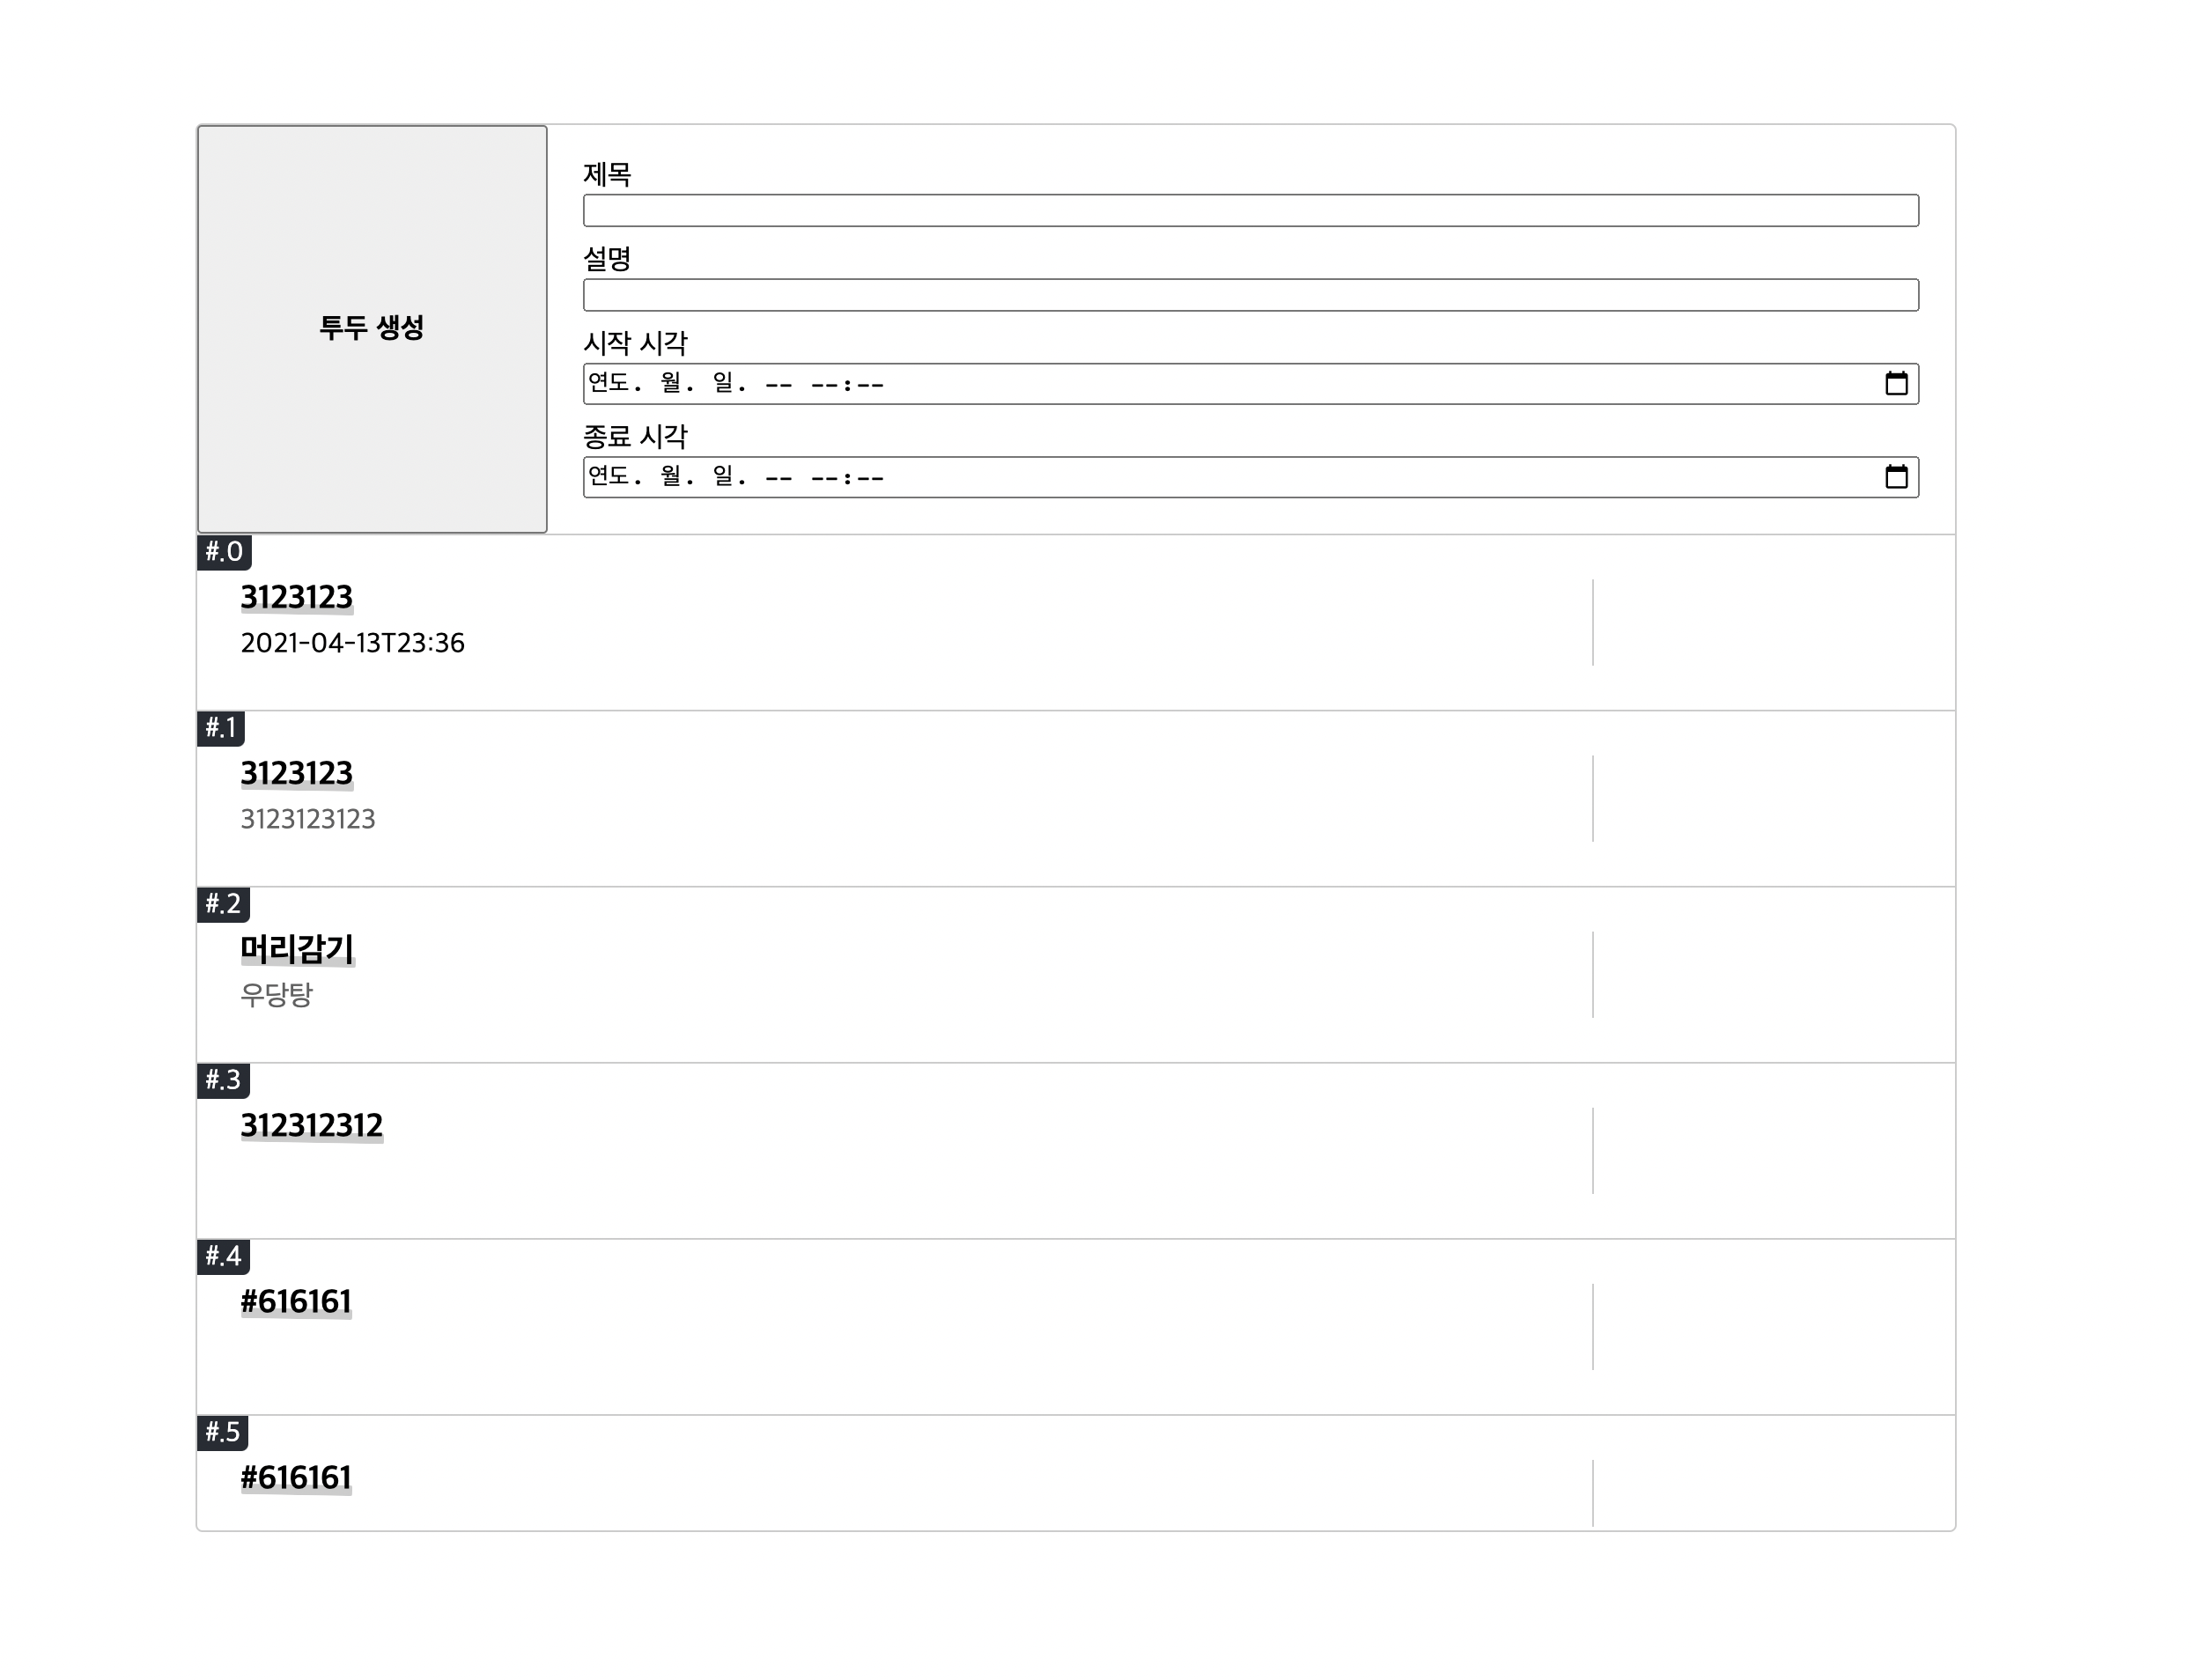 투두 생성
제목
설명
시작 시각
연도. 월. 일. -- --:--
종료 시각
연도. 월. 일. -- --:--
#.0
3123123
2021-04-13T23:36
#.1
3123123
3123123123
#.2
머리감기
우당탕
#.3
312312312
#.4
#616161
#.5
#616161